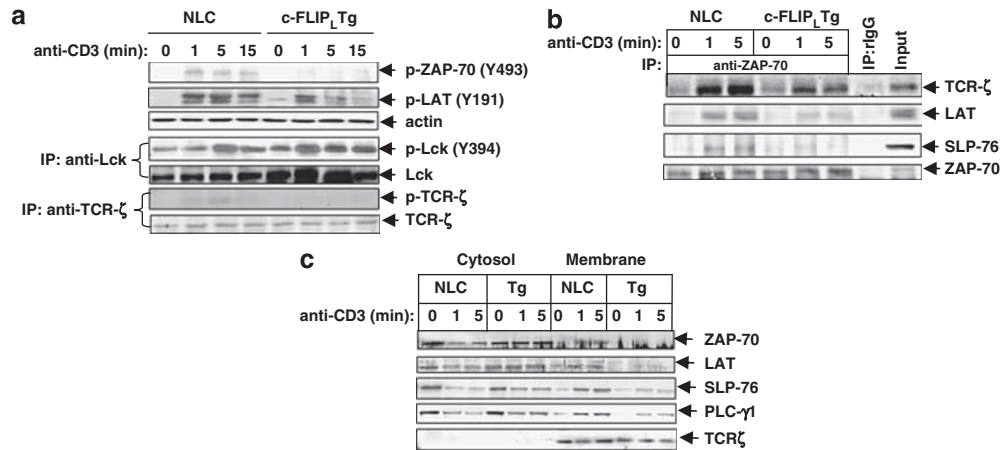 a
NLC c-FLIP_L Tg
anti-CD3 (min): 0 1 5 15 0 1 5 15
p-ZAP-70 (Y493)
p-LAT (Y191)
actin
IP: anti-Lck
p-Lck (Y394)
Lck
IP: anti-TCR-ζ
p-TCR-ζ
TCR-ζ
b
NLC c-FLIP_L Tg
anti-CD3 (min): 0 1 5 0 1 5
IP: anti-ZAP-70
IP:rIgG
Input
TCR-ζ
LAT
SLP-76
ZAP-70
c
Cytosol Membrane
NLC Tg NLC Tg
anti-CD3 (min): 0 1 5 0 1 5 0 1 5 0 1 5
ZAP-70
LAT
SLP-76
PLC-γ1
TCRζ